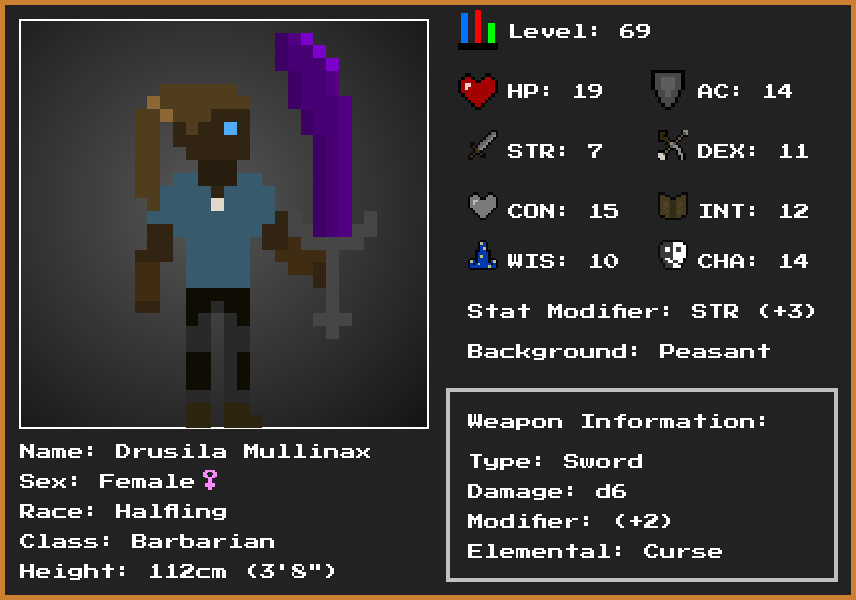 Level: 69
HP: 19
AC: 14
STR: 7
DEX: 11
CON: 15
INT: 12
WIS: 10
CHA: 14
Stat Modifier: STR (+3)
Background: Peasant
Weapon Information:
Type: Sword
Damage: d6
Modifier: (+2)
Elemental: Curse
Name: Drusila Mullinax
Sex: Female♀
Race: Halfling
Class: Barbarian
Height: 112cm (3'8")